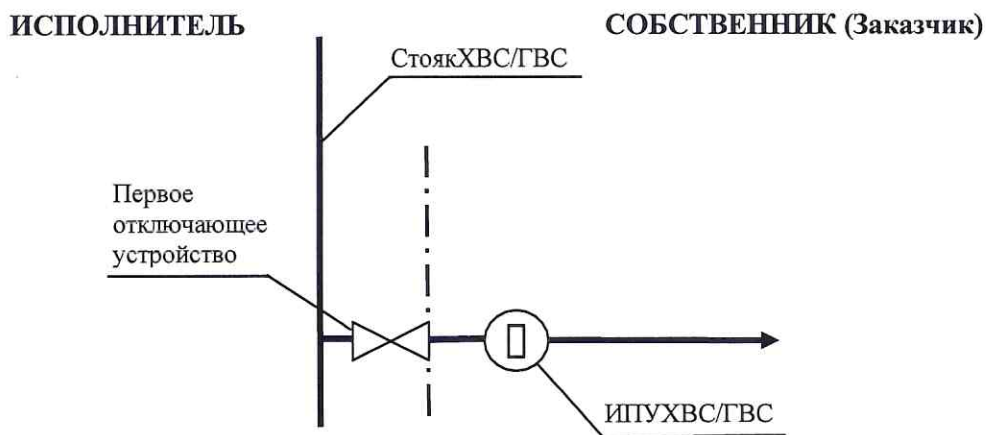 ИСПОЛНИТЕЛЬ
СОБСТВЕННИК (Заказчик)
СтоякХВС/ГВС
Первое
отключающее
устройство
ИПУХВС/ГВС